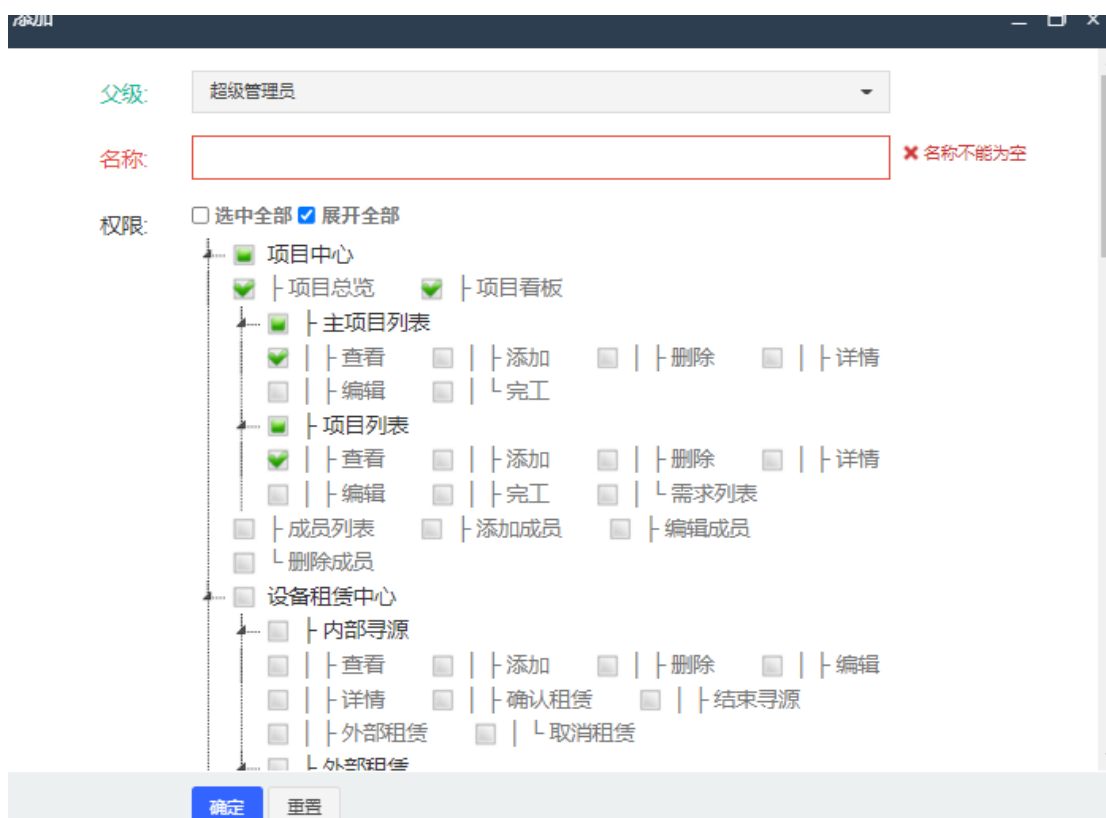 添加
父级: 超级管理员
名称: 名称不能为空
权限: 选中全部 展开全部
项目中心
├项目总览 ├项目看板
├主项目列表
│├查看 │├添加 │├删除 │├详情
│├编辑 │└完工
├项目列表
│├查看 │├添加 │├删除 │├详情
│├编辑 │├完工 │└需求列表
├成员列表 ├添加成员 ├编辑成员
└删除成员
设备租赁中心
├内部寻源
│├查看 │├添加 │├删除 │├编辑
│├详情 │├确认租赁 │├结束寻源
│├外部租赁 │└取消租赁
└外部租赁
确定 重置